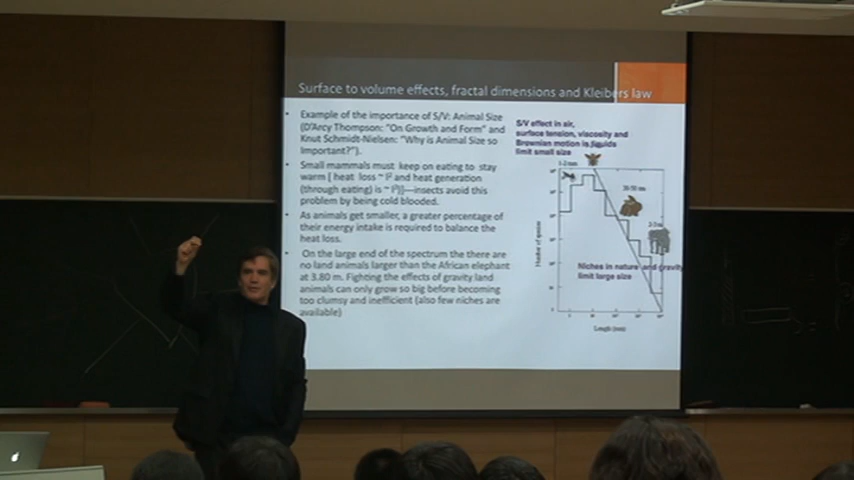 Surface to volume effects, fractal dimensions and Kleibers law
Example of the importance of S/V: Animal Size
(D'Arcy Thompson: "On Growth and Form" and
Knut Schmidt-Nielsen: "Why is Animal Size so
Important?").
Small mammals must keep on eating to stay
warm [ heat loss ~ l² and heat generation
(through eating) is ~ l³)]—insects avoid this
problem by being cold blooded.
As animals get smaller, a greater percentage of
their energy intake is required to balance the
heat loss.
On the large end of the spectrum the there are
no land animals larger than the African elephant
at 3.80 m. Fighting the effects of gravity land
animals can only grow so big before becoming
too clumsy and inefficient (also few niches are
available)
S/V effect in air,
surface tension, viscosity and
Brownian motion is liquids
limit small size
1-2 mm
Number of species
Niches in nature and gravity
limit large size
Length (mm)